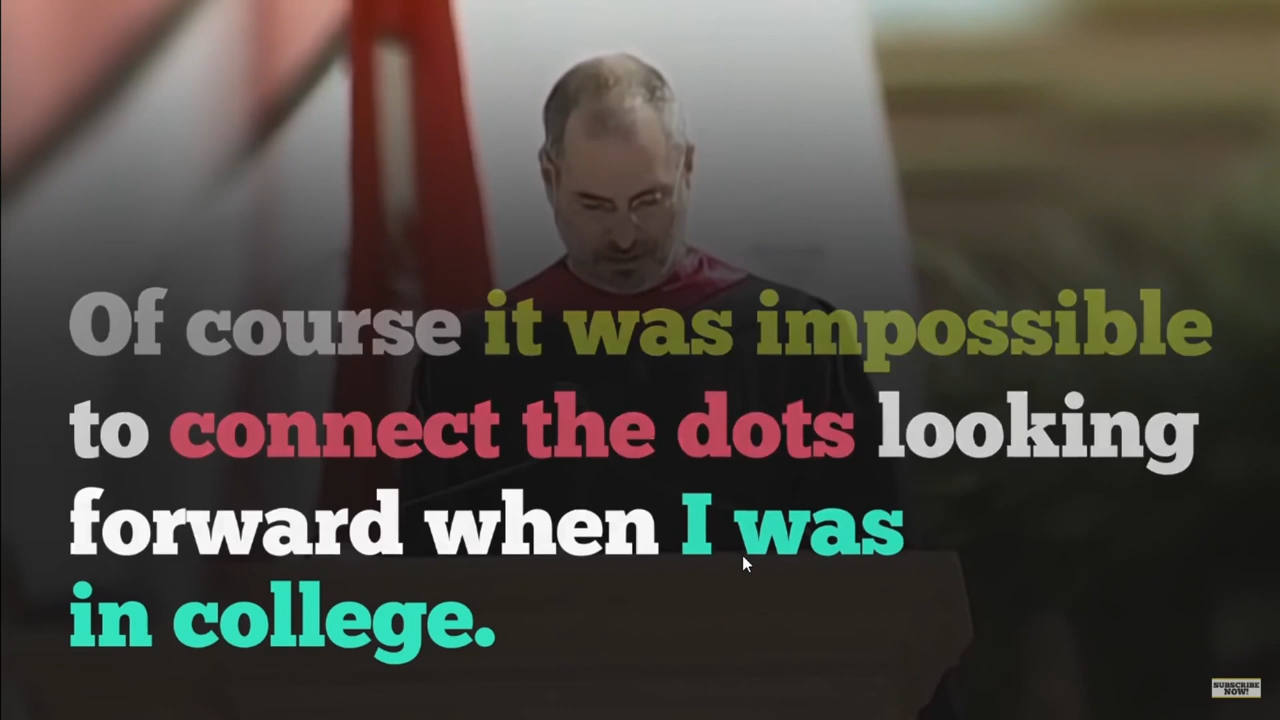 Of course it was impossible
to connect the dots looking
forward when I was
in college.
SUBSCRIBE
NOW!